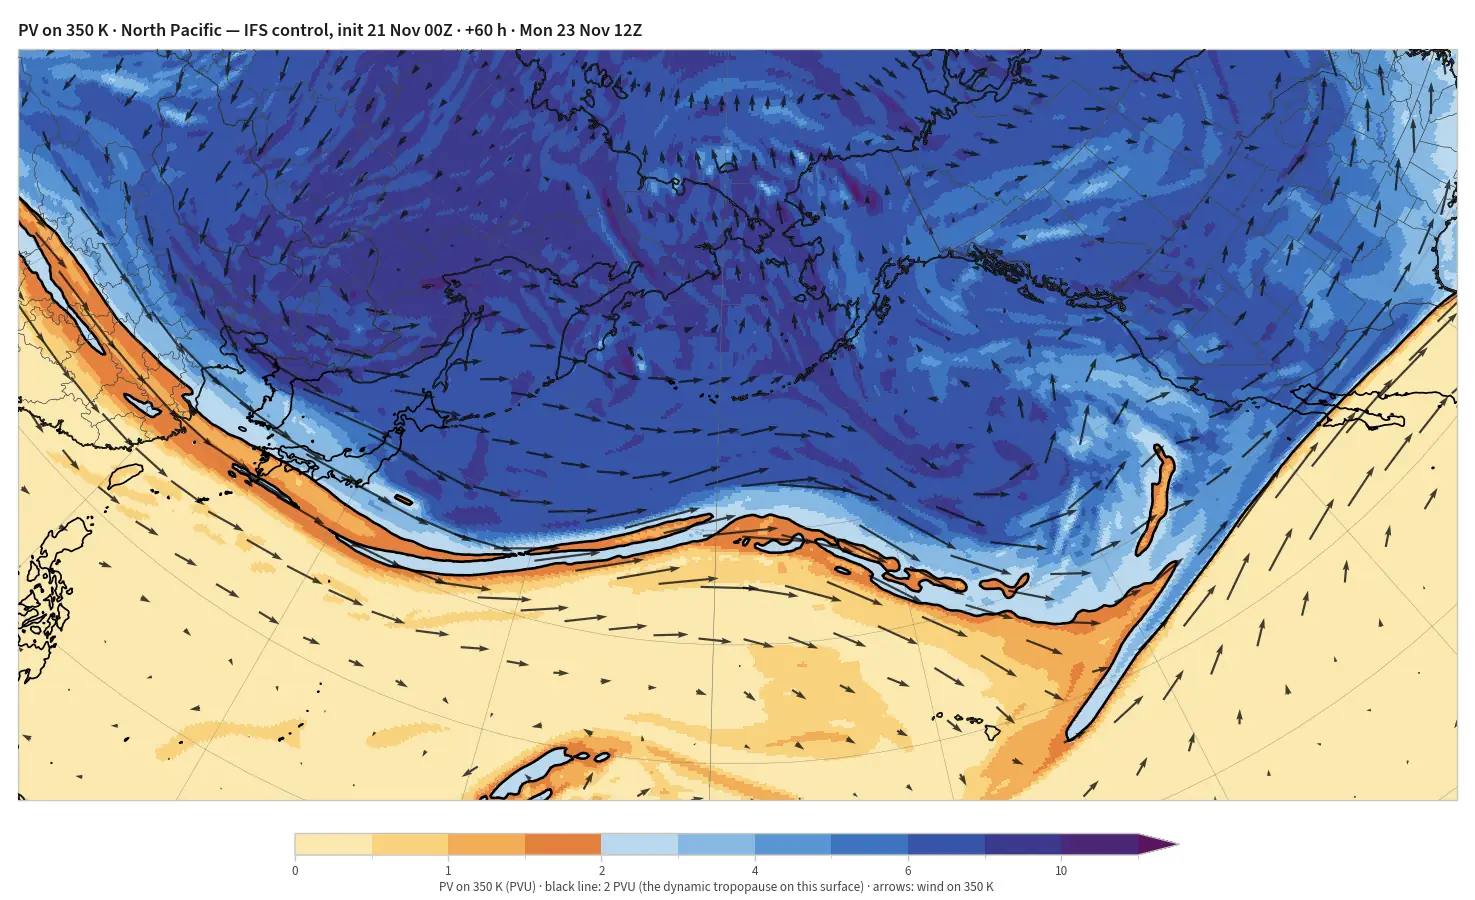 PV on 350 K · North Pacific — IFS control, init 21 Nov 00Z · +60 h · Mon 23 Nov 12Z
0 1 2 4 6 10
PV on 350 K (PVU) · black line: 2 PVU (the dynamic tropopause on this surface) · arrows: wind on 350 K